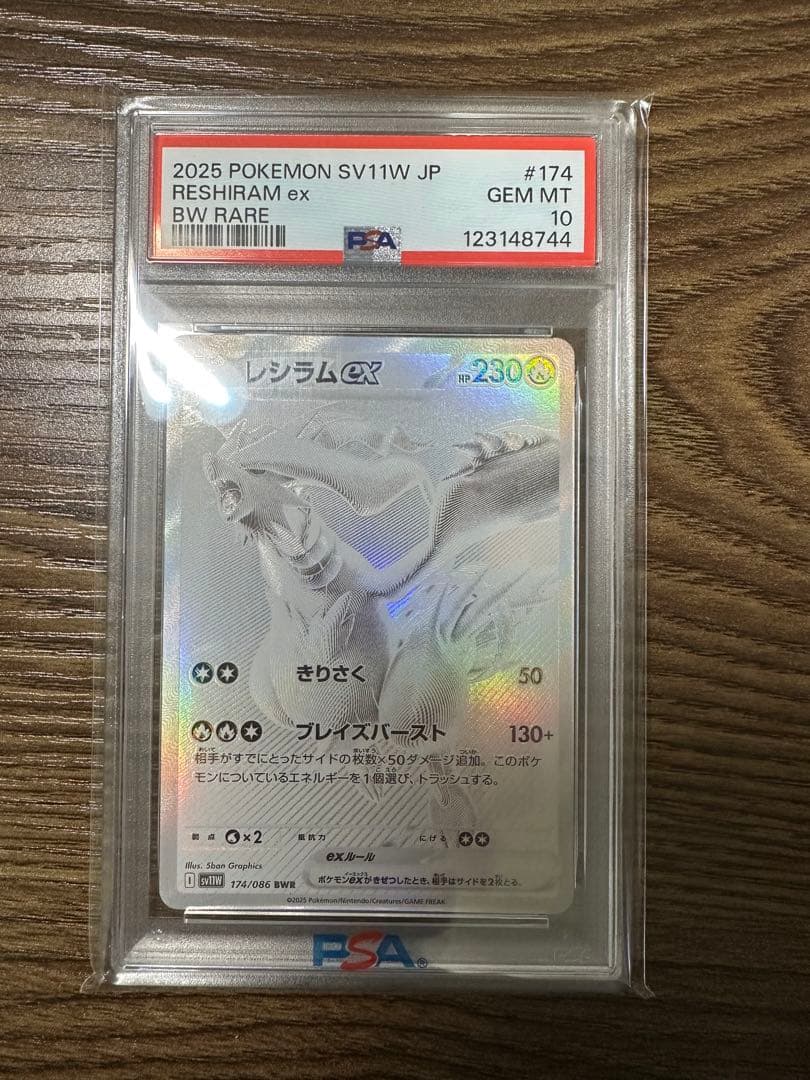 2025 POKEMON SV11W JP #174
RESHIRAM ex GEM MT
BW RARE 10
PSA 123148744
レシラムex HP 230
きりさく 50
ブレイズバースト 130+
相手がすでにとったサイドの枚数×50ダメージ追加。このポケ
モンについているエネルギーを1個選び、トラッシュする。
弱点 ×2 抵抗力 にげる
exルール
Illus. 5ban Graphics
ポケモンexがきぜつしたとき、相手はサイドを2枚とる。
I SV11W 174/086 BWR
©2025 Pokémon/Nintendo/Creatures/GAME FREAK
PSA®